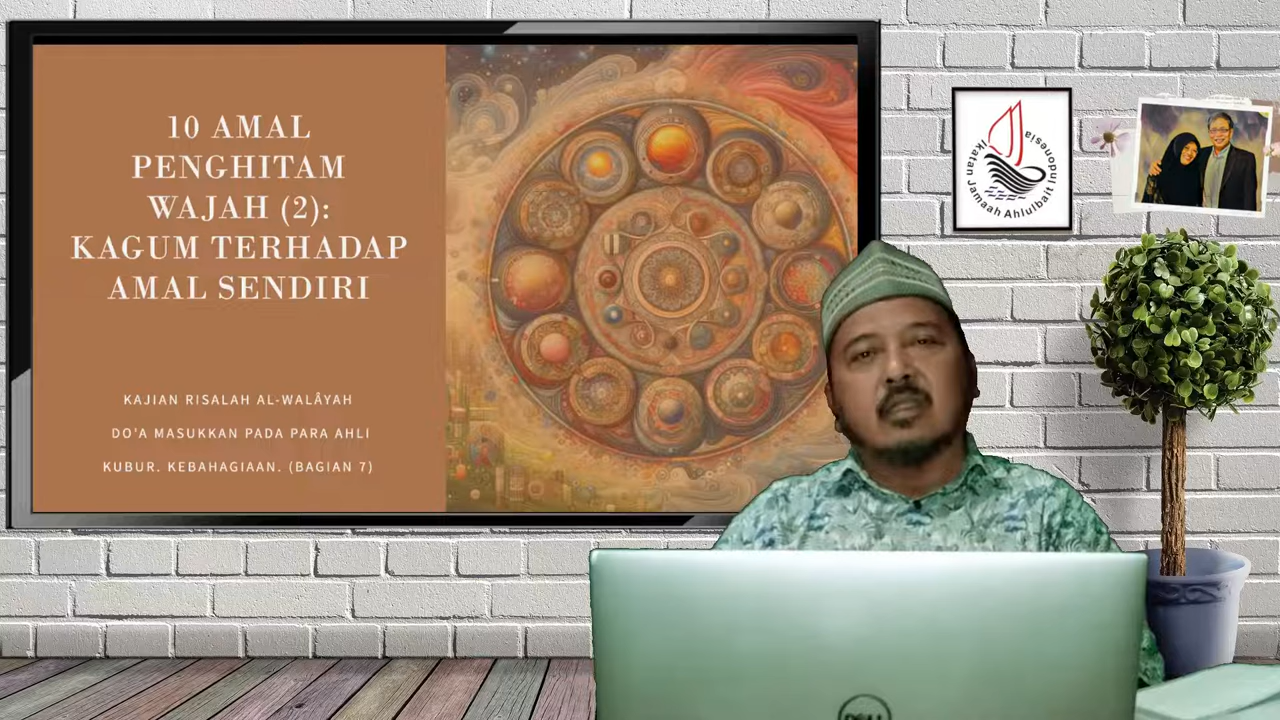 10 AMAL
PENGHITAM
WAJAH (2):
KAGUM TERHADAP
AMAL SENDIRI
KAJIAN RISALAH AL-WALÂYAH
DO'A MASUKKAN PADA PARA AHLI
KUBUR. KEBAHAGIAAN. (BAGIAN 7)
Ikatan Jamaah Ahlulbait Indonesia
DELL